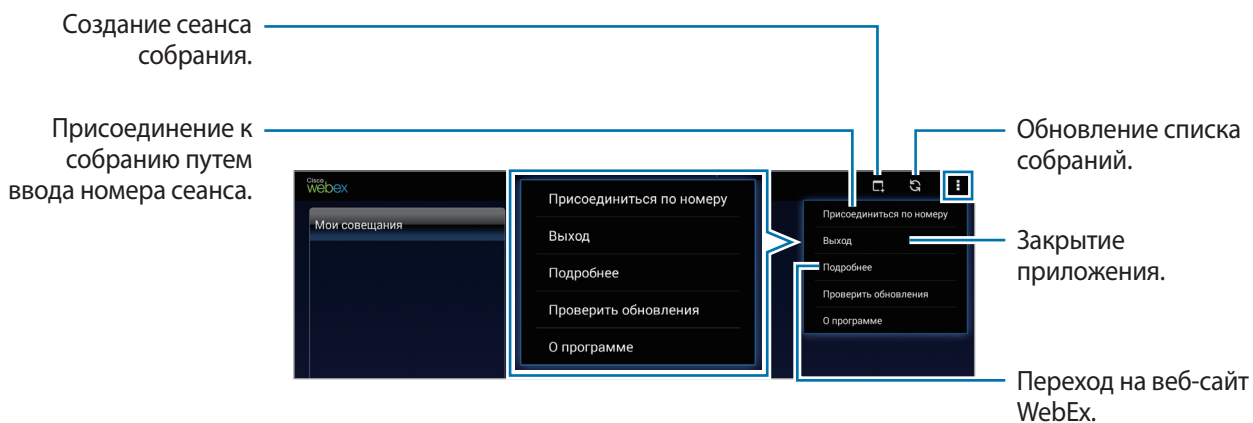 Создание сеанса
собрания.
Присоединение к
собранию путем
ввода номера сеанса.
Обновление списка
собраний.
Закрытие
приложения.
Переход на веб-сайт
WebEx.
Cisco
webex
Мои совещания
Присоединиться по номеру
Выход
Подробнее
Проверить обновления
О программе
Присоединиться по номеру
Выход
Подробнее
Проверить обновления
О программе